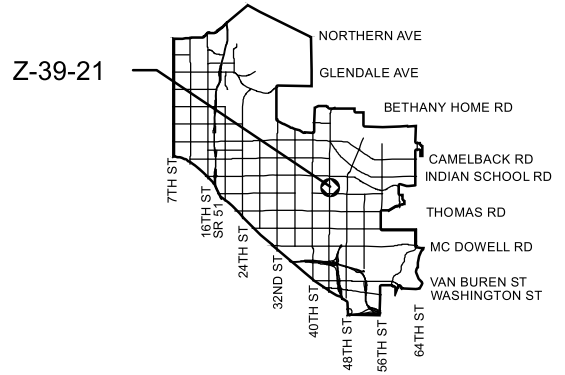 NORTHERN AVE
Z-39-21
GLENDALE AVE
BETHANY HOME RD
CAMELBACK RD
INDIAN SCHOOL RD
THOMAS RD
MC DOWELL RD
VAN BUREN ST
WASHINGTON ST
7TH ST
16TH ST
SR 51
24TH ST
32ND ST
40TH ST
48TH ST
56TH ST
64TH ST